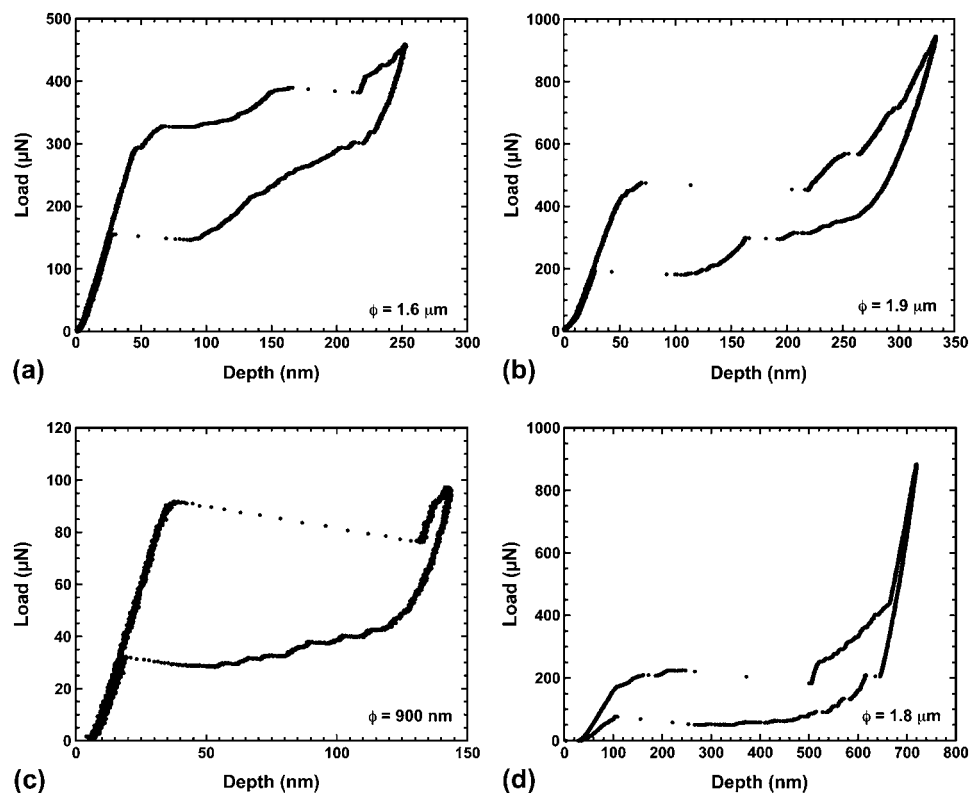 500
400
300
200
100
0
0 50 100 150 200 250 300
Load (µN)
Depth (nm)
ϕ = 1.6 µm
(a)
1000
800
600
400
200
0
0 50 100 150 200 250 300 350
Load (µN)
Depth (nm)
ϕ = 1.9 µm
(b)
120
100
80
60
40
20
0
0 50 100 150
Load (µN)
Depth (nm)
ϕ = 900 nm
(c)
1000
800
600
400
200
0
0 100 200 300 400 500 600 700 800
Load (µN)
Depth (nm)
ϕ = 1.8 µm
(d)